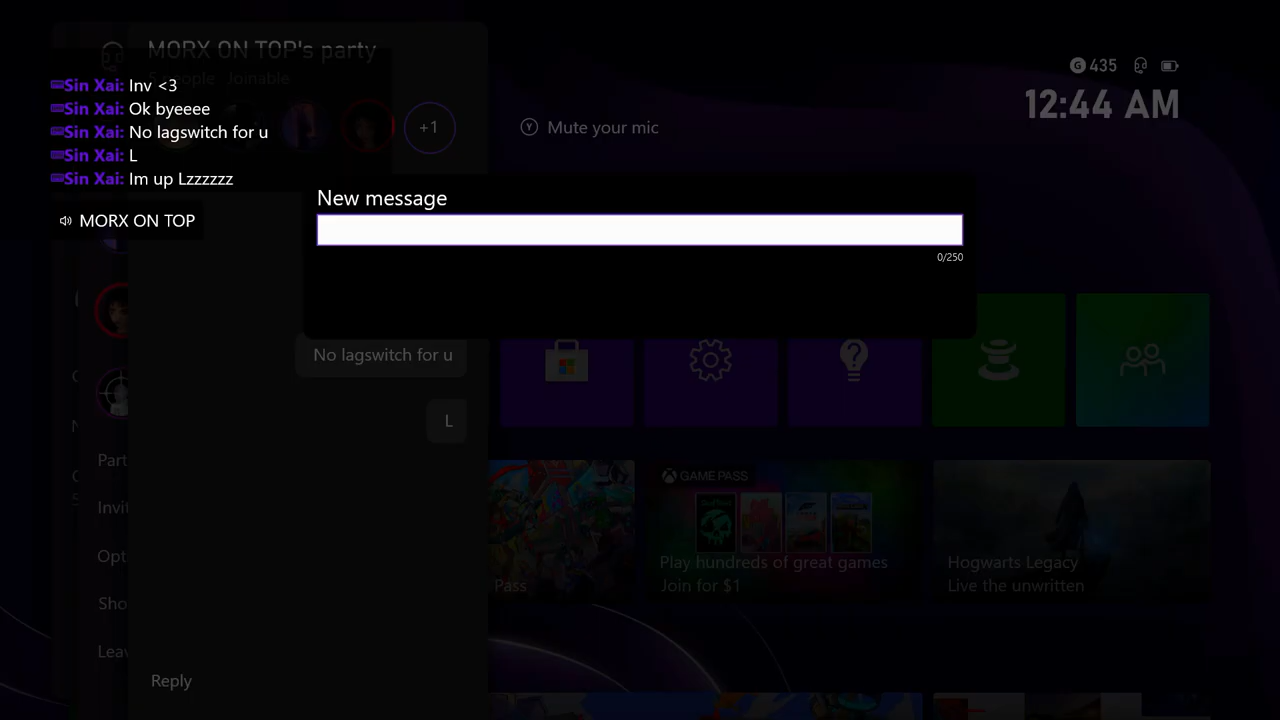 MORX ON TOP's party
5 people Joinable
Sin Xai: Inv <3
Sin Xai: Ok byeeee
Sin Xai: No lagswitch for u
Sin Xai: L
Sin Xai: Im up Lzzzzzz
+1
MORX ON TOP
Y Mute your mic
G 435
12:44 AM
New message
0/250
No lagswitch for u
L
Part
Invit
Opt
Sho
Leav
Reply
Pass
GAME PASS
Play hundreds of great games
Join for $1
Hogwarts Legacy
Live the unwritten